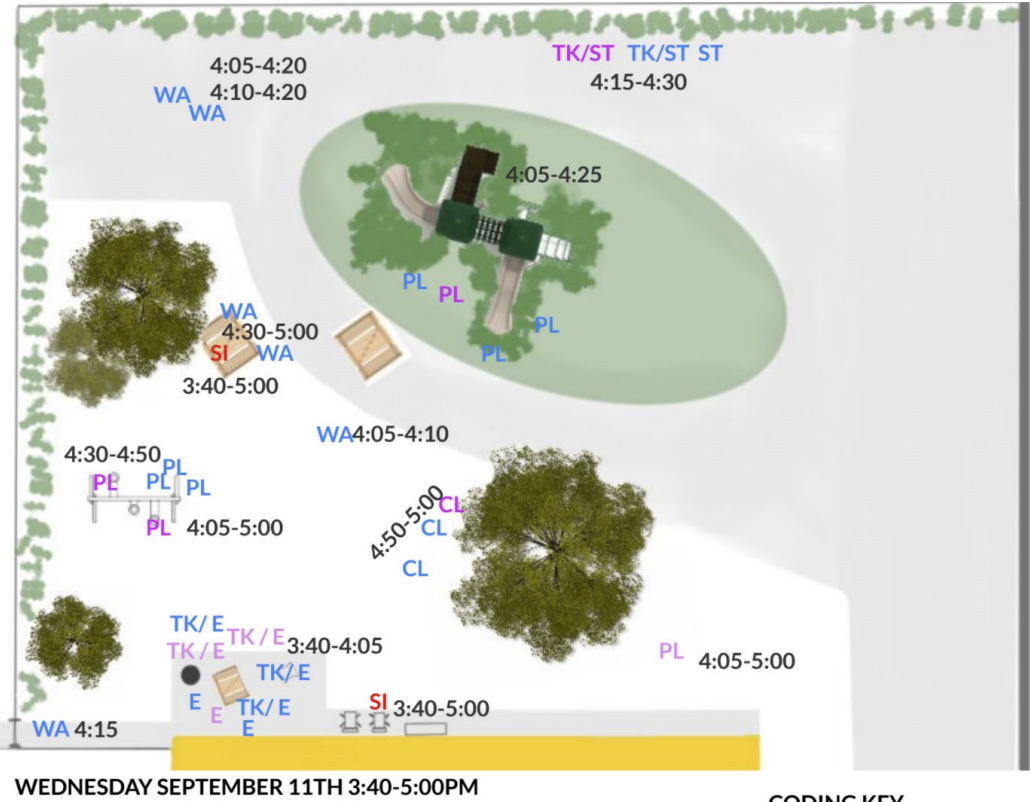 TK/ST TK/ST ST
4:15-4:30
4:05-4:20
WA 4:10-4:20
WA
4:05-4:25
PL
PL
PL
PL
WA
4:30-5:00
SI WA
3:40-5:00
WA4:05-4:10
4:30-4:50
PL
PL PL PL
PL 4:05-5:00
4:50-5:00
CL
CL
CL
TK/ E
TK / E
TK / E 3:40-4:05
TK/ E
E
E
TK/ E
E
PL 4:05-5:00
SI 3:40-5:00
WA 4:15
WEDNESDAY SEPTEMBER 11TH 3:40-5:00PM
CODING KEY